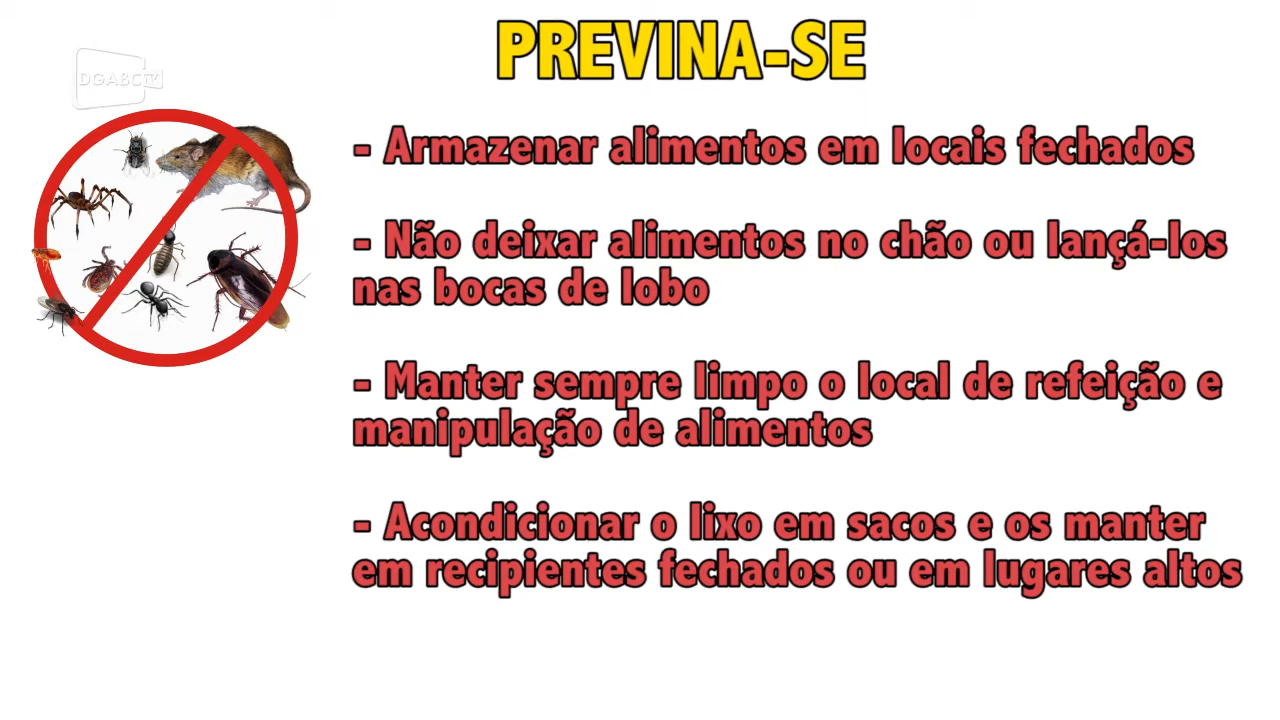 PREVINA-SE
DGABCTV
- Armazenar alimentos em locais fechados
- Não deixar alimentos no chão ou lançá-los
nas bocas de lobo
- Manter sempre limpo o local de refeição e
manipulação de alimentos
- Acondicionar o lixo em sacos e os manter
em recipientes fechados ou em lugares altos